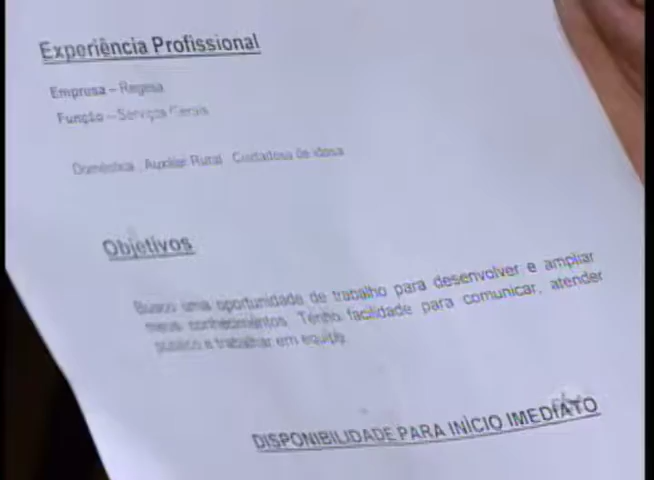 Experiência Profissional
Empresa – Regesa
Função – Serviços Gerais
Doméstica , Auxiliar Rural , Cuidadosa de idosa
Objetivos
Busco uma oportunidade de trabalho para desenvolver e ampliar
meus conhecimentos. Tenho facilidade para comunicar, atender
público e trabalhar em equipe.
DISPONIBILIDADE PARA INÍCIO IMEDIATO